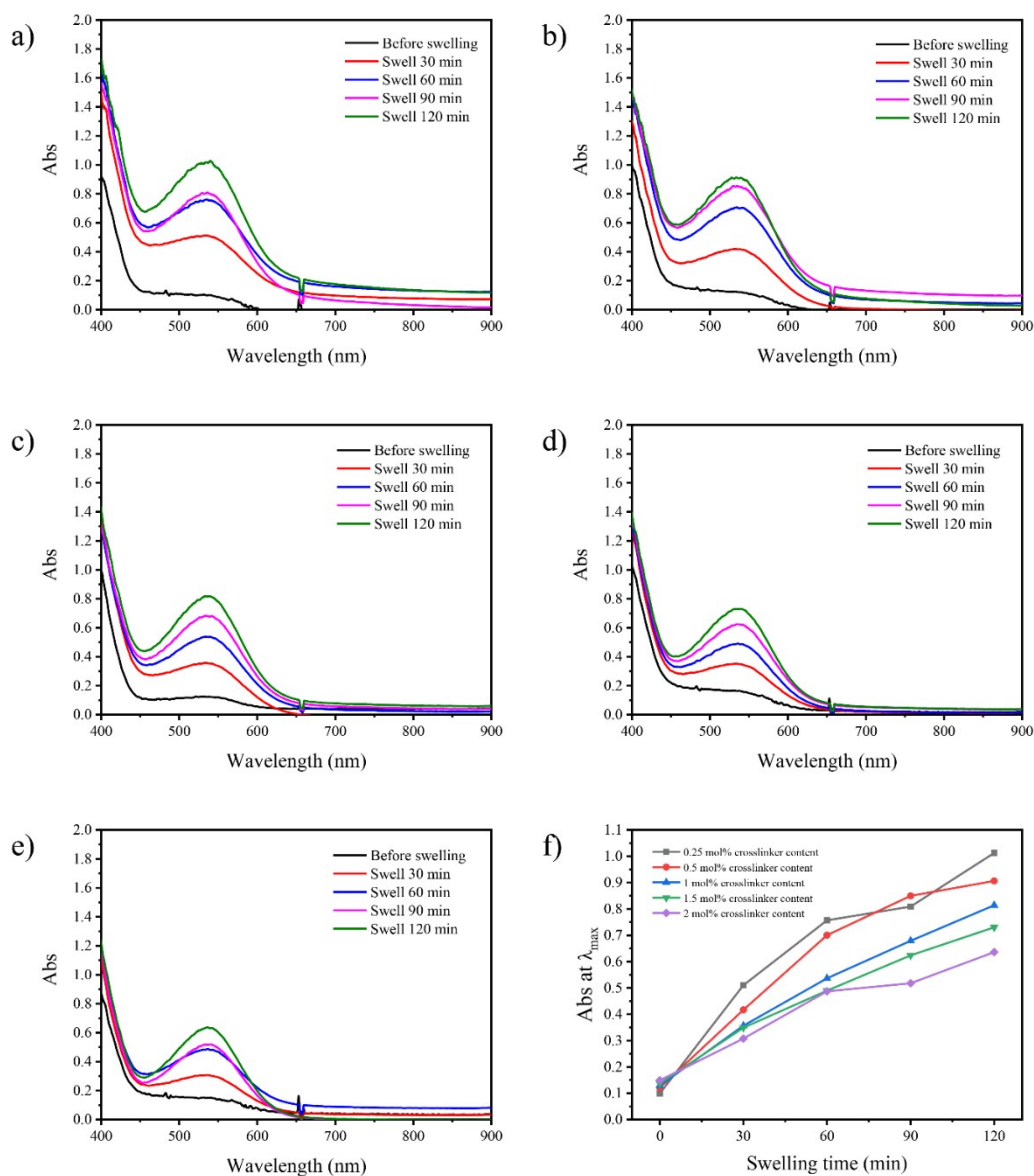 a)
2.0
1.8
1.6
1.4
1.2
1.0
0.8
0.6
0.4
0.2
0.0
Abs
Before swelling
Swell 30 min
Swell 60 min
Swell 90 min
Swell 120 min
400 500 600 700 800 900
Wavelength (nm)
b)
2.0
1.8
1.6
1.4
1.2
1.0
0.8
0.6
0.4
0.2
0.0
Abs
Before swelling
Swell 30 min
Swell 60 min
Swell 90 min
Swell 120 min
400 500 600 700 800 900
Wavelength (nm)
c)
2.0
1.8
1.6
1.4
1.2
1.0
0.8
0.6
0.4
0.2
0.0
Abs
Before swelling
Swell 30 min
Swell 60 min
Swell 90 min
Swell 120 min
400 500 600 700 800 900
Wavelength (nm)
d)
2.0
1.8
1.6
1.4
1.2
1.0
0.8
0.6
0.4
0.2
0.0
Abs
Before swelling
Swell 30 min
Swell 60 min
Swell 90 min
Swell 120 min
400 500 600 700 800 900
Wavelength (nm)
e)
2.0
1.8
1.6
1.4
1.2
1.0
0.8
0.6
0.4
0.2
0.0
Abs
Before swelling
Swell 30 min
Swell 60 min
Swell 90 min
Swell 120 min
400 500 600 700 800 900
Wavelength (nm)
f)
1.1
1.0
0.9
0.8
0.7
0.6
0.5
0.4
0.3
0.2
0.1
0.0
Abs at λmax
0.25 mol% crosslinker content
0.5 mol% crosslinker content
1 mol% crosslinker content
1.5 mol% crosslinker content
2 mol% crosslinker content
0 30 60 90 120
Swelling time (min)